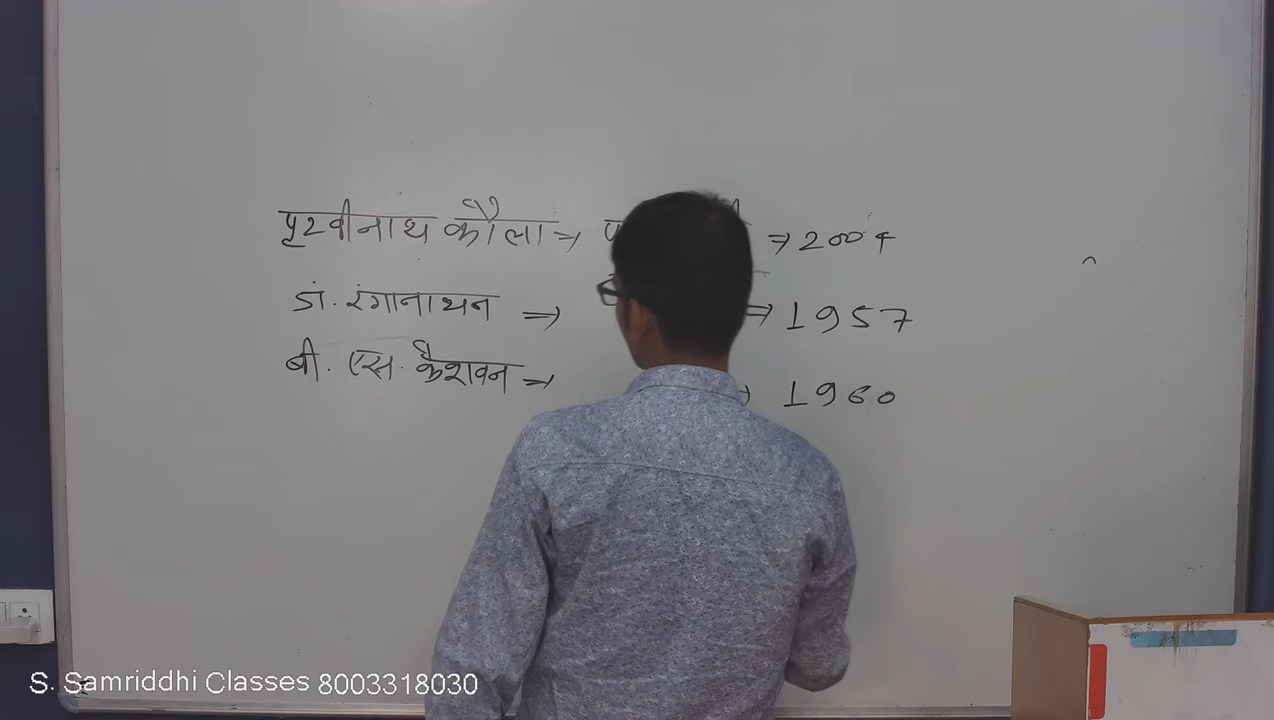 पृथ्वीनाथ कौला ⇒ प ⇒ 2004
डॉ. रंगानाथन ⇒ ⇒ 1957
बी. एस. कैशवन ⇒ ⇒ 1960
S. Samriddhi Classes 8003318030